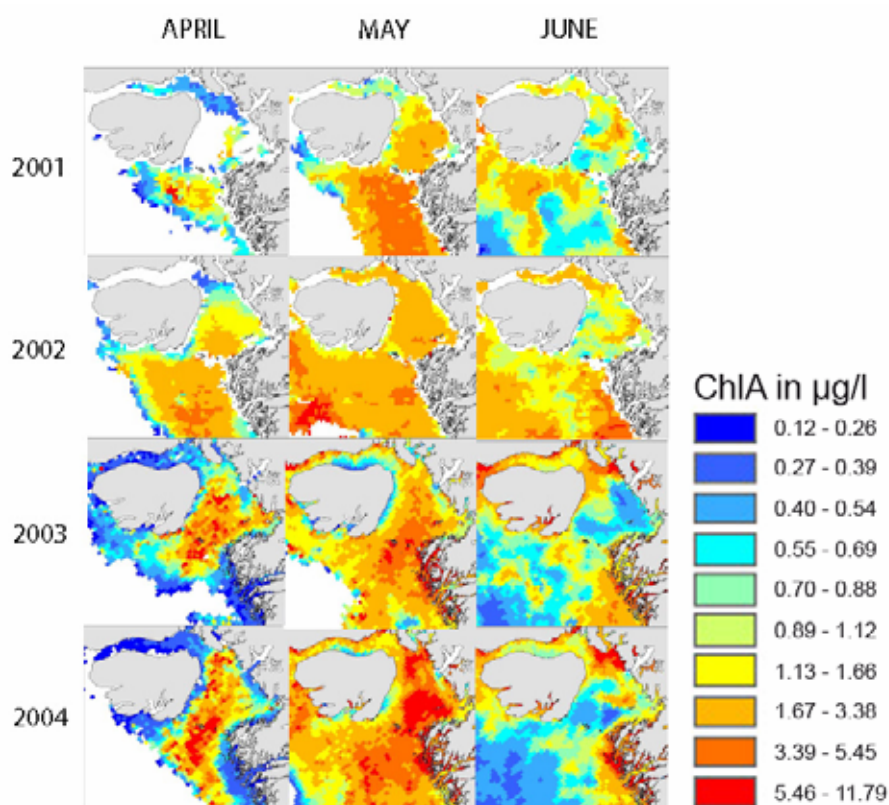 APRIL MAY JUNE
2001
2002
2003
2004
ChlA in µg/l
0.12 - 0.26
0.27 - 0.39
0.40 - 0.54
0.55 - 0.69
0.70 - 0.88
0.89 - 1.12
1.13 - 1.66
1.67 - 3.38
3.39 - 5.45
5.46 - 11.79